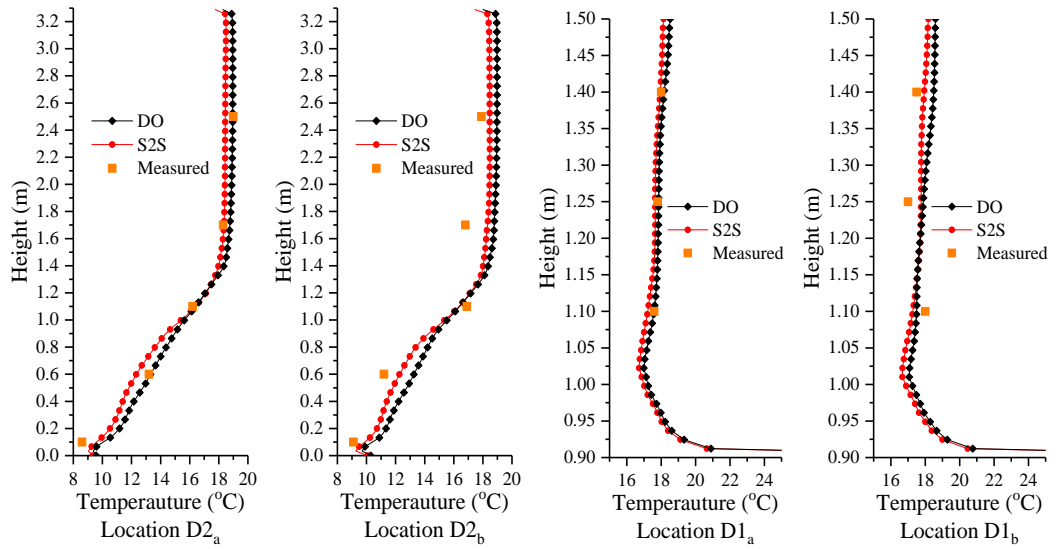 3.2
3.0
2.8
2.6
2.4
2.2
2.0
1.8
1.6
1.4
1.2
1.0
0.8
0.6
0.4
0.2
0.0
Height (m)
DO
S2S
Measured
8 10 12 14 16 18 20
Temperauture (°C)
Location D2a
3.2
3.0
2.8
2.6
2.4
2.2
2.0
1.8
1.6
1.4
1.2
1.0
0.8
0.6
0.4
0.2
0.0
Height (m)
DO
S2S
Measured
8 10 12 14 16 18 20
Temperauture (°C)
Location D2b
1.50
1.45
1.40
1.35
1.30
1.25
1.20
1.15
1.10
1.05
1.00
0.95
0.90
Height (m)
DO
S2S
Measured
16 18 20 22 24
Temperauture (°C)
Location D1a
1.50
1.45
1.40
1.35
1.30
1.25
1.20
1.15
1.10
1.05
1.00
0.95
0.90
Height (m)
DO
S2S
Measured
16 18 20 22 24
Temperauture (°C)
Location D1b